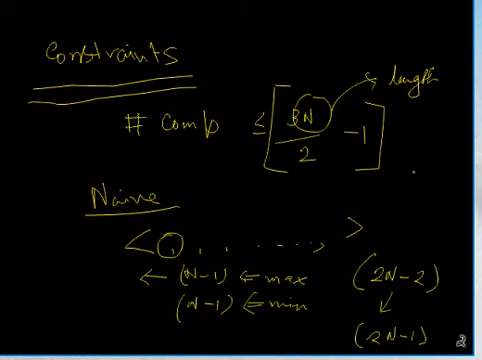 Constraints
length
# Comp ≤ [3N/2 - 1]
Naive
< 1, , , ..... , >
← (N-1) ⇐ max (2N-2)
(N-1) ⇐ min ↓
(2N-1)
2